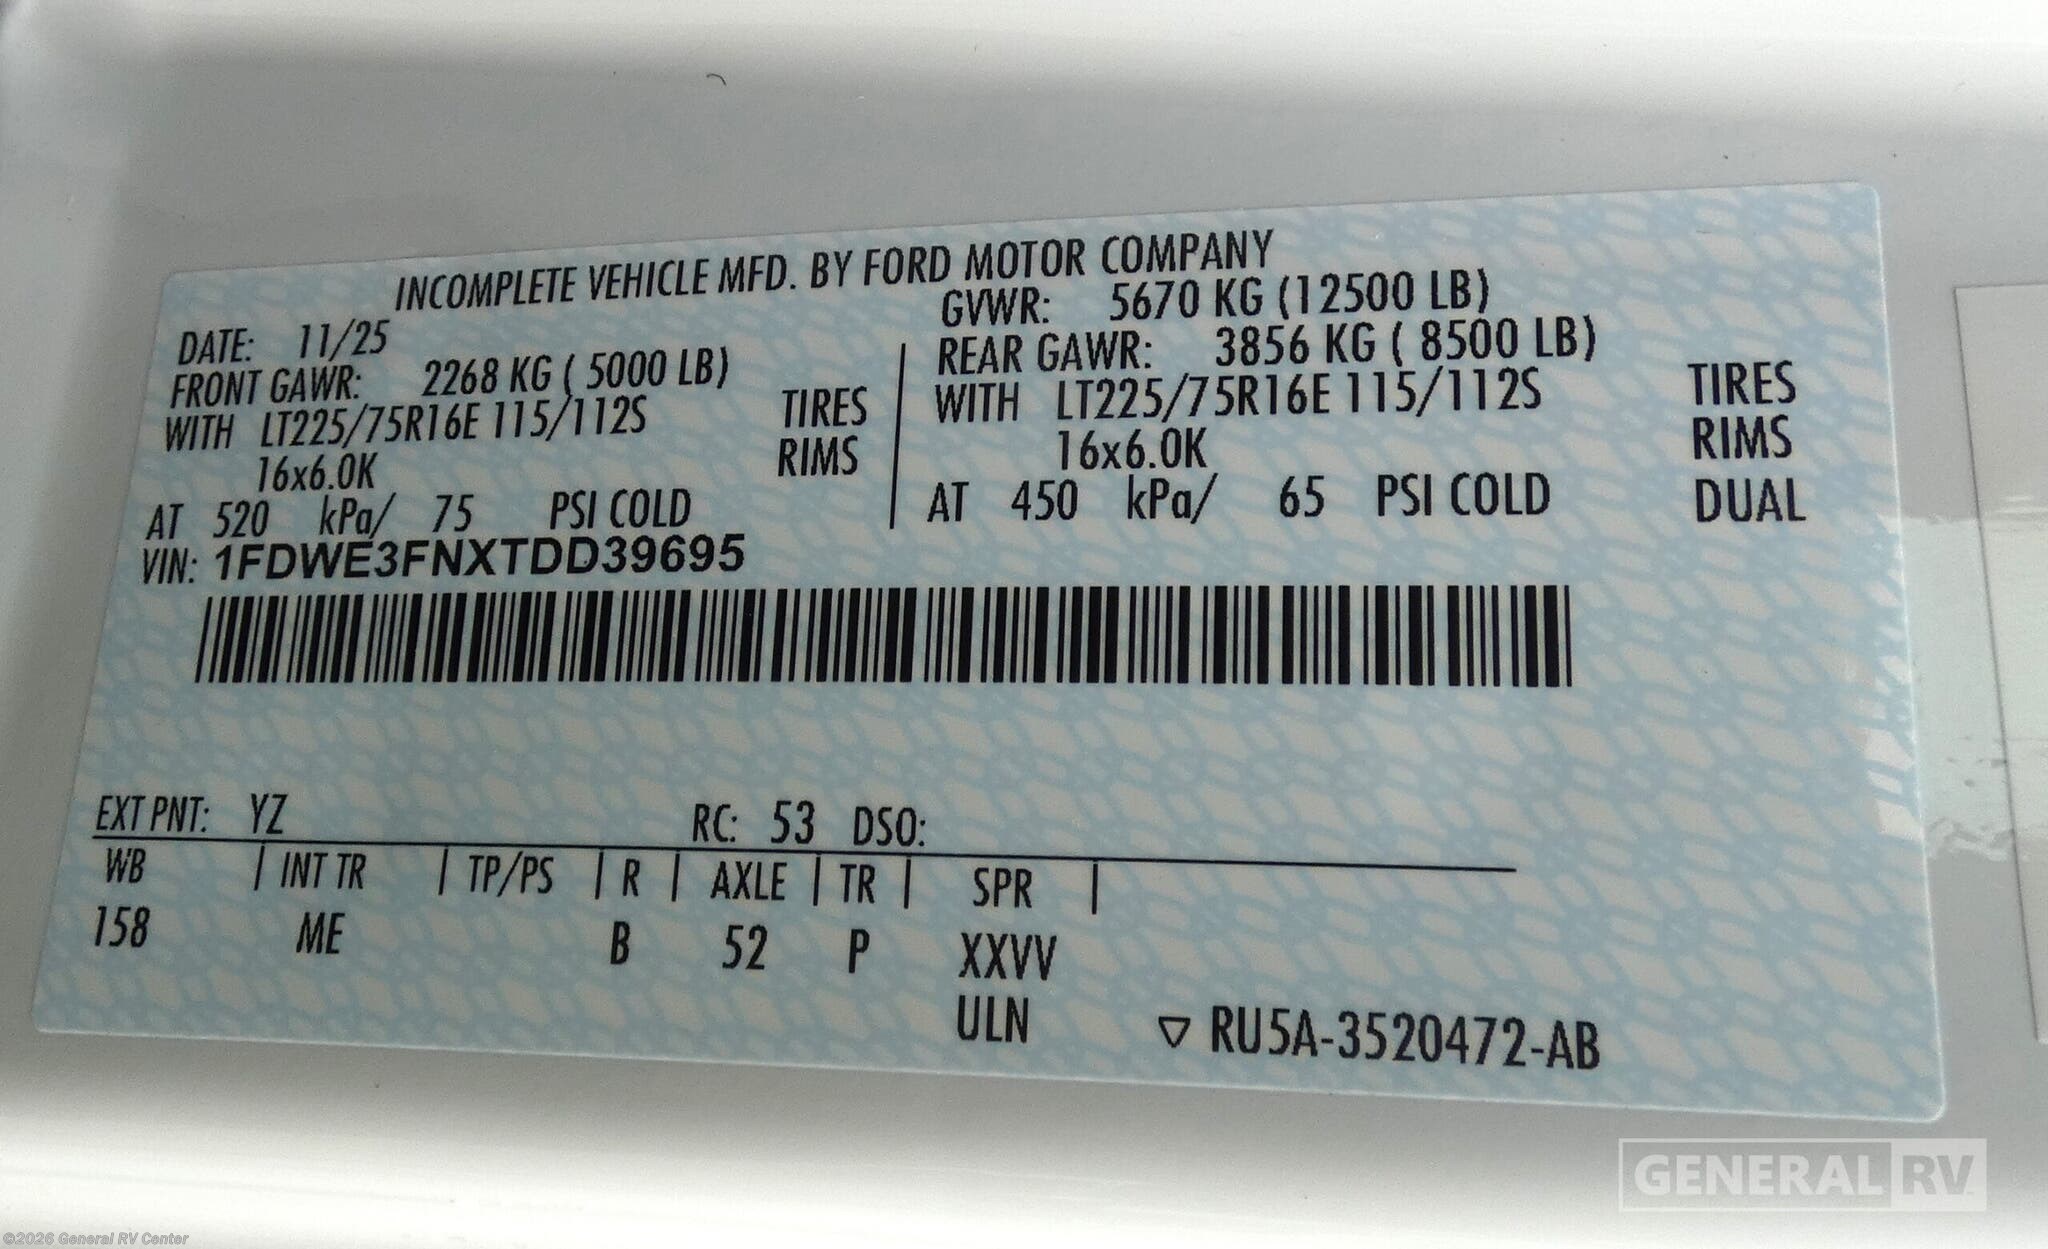 INCOMPLETE VEHICLE MFD. BY FORD MOTOR COMPANY
DATE: 11/25 GVWR: 5670 KG (12500 LB)
FRONT GAWR: 2268 KG ( 5000 LB) REAR GAWR: 3856 KG ( 8500 LB)
WITH LT225/75R16E 115/112S TIRES WITH LT225/75R16E 115/112S TIRES
16x6.0K RIMS 16x6.0K RIMS
AT 520 kPa/ 75 PSI COLD AT 450 kPa/ 65 PSI COLD DUAL
VIN: 1FDWE3FNXTDD39695
EXT PNT: YZ RC: 53 DSO:
WB | INT TR | TP/PS | R | AXLE | TR | SPR |
158 ME B 52 P XXVV
ULN ▽ RU5A-3520472-AB
GENERAL RV
©2026 General RV Center